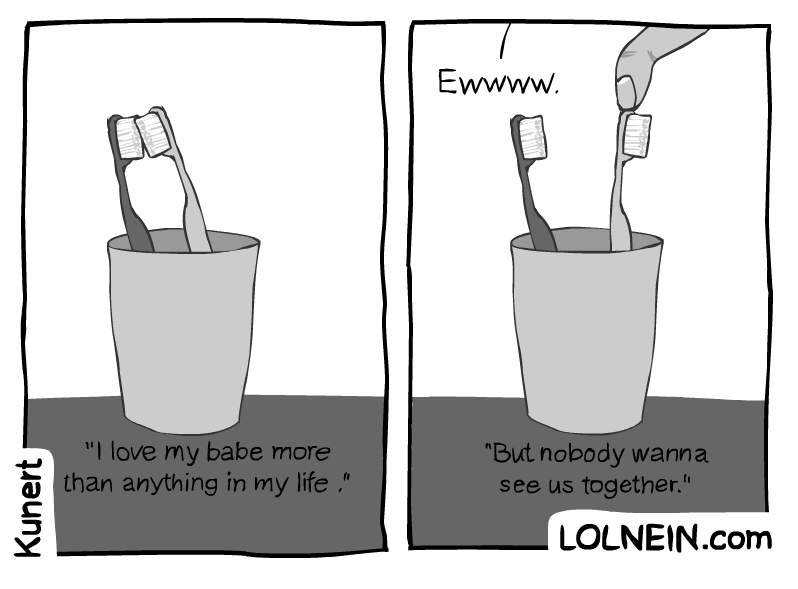 "I love my babe more
than anything in my life ."
Ewwww.
"But nobody wanna
see us together."
Kunert
LOLNEIN.com